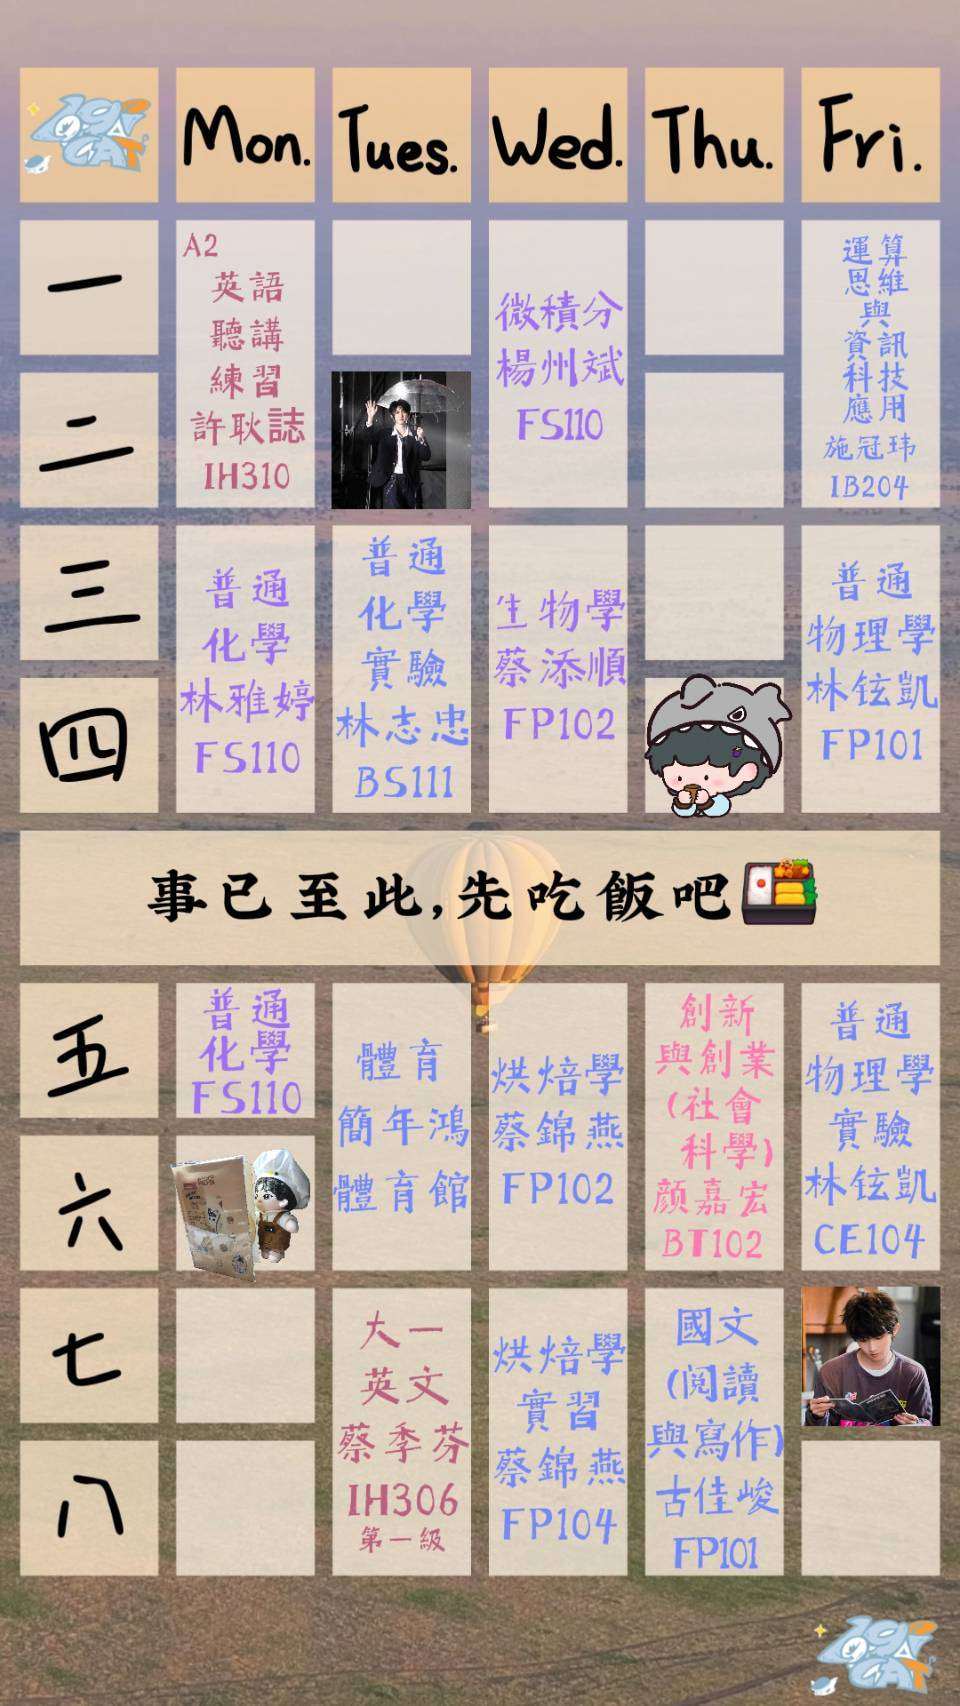 Mon. Tues. Wed. Thu. Fri.
一
A2
英語
聽講
練習
許耿誌
IH310
微積分
楊州斌
FS110
運算
思維
與
資訊
科技
應用
施冠玮
IB204
二
三
普通
化學
林雅婷
FS110
普通
化學
實驗
林志忠
BS111
生物學
蔡添順
FP102
普通
物理學
林铉凱
FP101
四
事已至此,先吃飯吧
五
普通
化學
FS110
體育
簡年鴻
體育館
烘焙學
蔡錦燕
FP102
創新
與創業
(社會
科學)
顏嘉宏
BT102
普通
物理學
實驗
林铉凱
CE104
六
七
大一
英文
蔡季芬
IH306
第一級
烘焙學
實習
蔡錦燕
FP104
國文
(閱讀
與寫作)
古佳峻
FP101
八